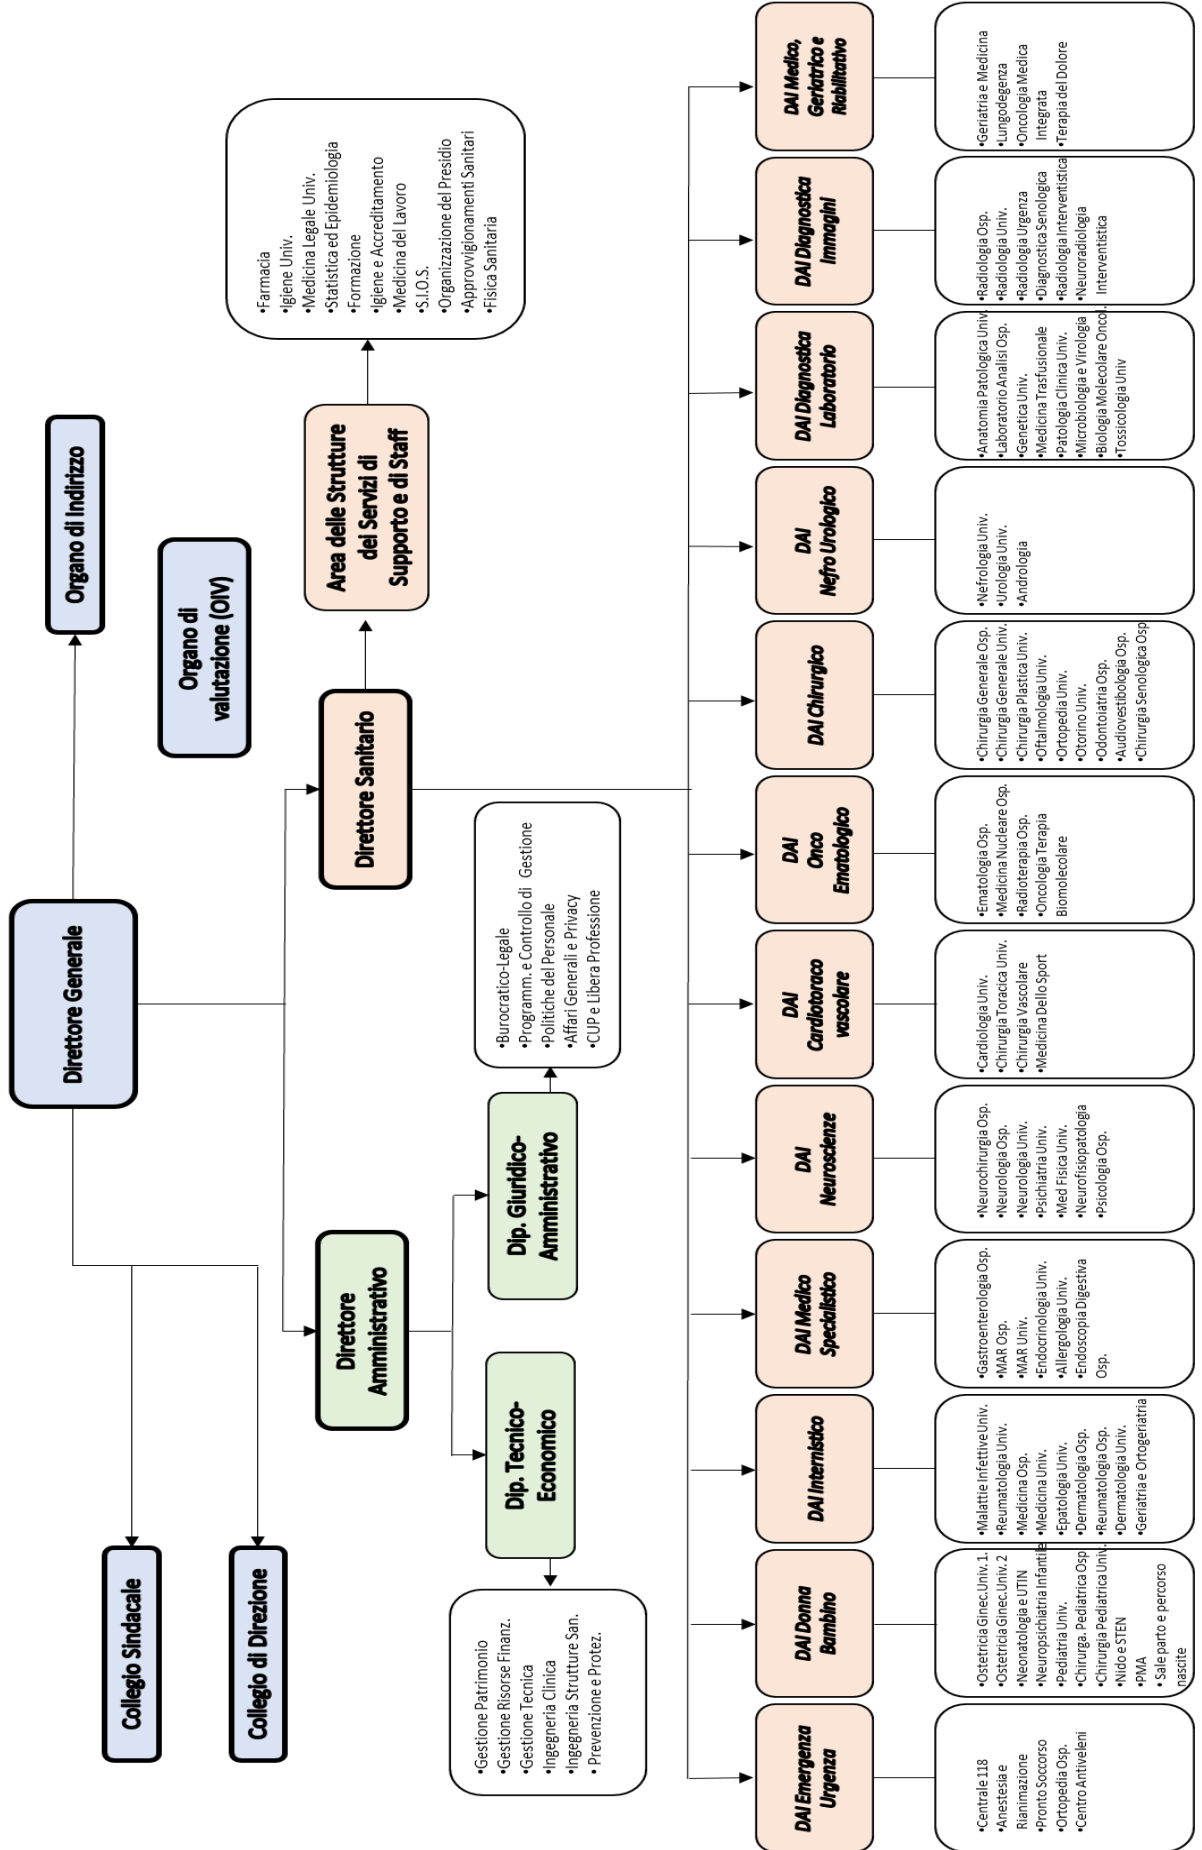 Direttore Generale
Organo di Indirizzo
Collegio Sindacale
Organo di
valutazione (OIV)
Collegio di Direzione
Direttore
Amministrativo
Direttore Sanitario
Area delle Strutture
del Servizi di
Supporto e di Staff
•Farmacia
•Igiene Univ.
•Medicina Legale Univ.
•Statistica ed Epidemiologia
•Formazione
•Igiene e Accreditamento
•Medicina del Lavoro
•S.I.O.S.
•Organizzazione del Presidio
•Approvvigionamenti Sanitari
•Fisica Sanitaria
Dip. Tecnico-
Economico
Dip. Giuridico-
Amministrativo
•Gestione Patrimonio
•Gestione Risorse Finanz.
•Gestione Tecnica
•Ingegneria Clinica
•Ingegneria Strutture San.
• Prevenzione e Protez.
•Burocratico-Legale
•Programm. e Controllo di Gestione
•Politiche del Personale
•Affari Generali e Privacy
•CUP e Libera Professione
DAI Emergenza
Urgenza
DAI Donna
Bambino
DAI Internistico
DAI Medico
Specialistico
DAI
Neuroscienze
DAI
Cardiotoraco
vascolare
DAI
Onco
Ematologico
DAI Chirurgico
DAI
Nefro Urologico
DAI Diagnostica
Laboratorio
DAI Diagnostica
Immagini
DAI Medico,
Geriatrico e
Riabilitativo
•Centrale 118
•Anestesia e
Rianimazione
•Pronto Soccorso
•Ortopedia Osp.
•Centro Antiveleni
•Ostetricia Ginec.Univ. 1.
•Ostetricia Ginec.Univ. 2
•Neonatologia e UTIN
•Neuropsichiatria Infantile
•Pediatria Univ.
•Chirurga. Pediatrica Osp
•Chirurgia Pediatrica Univ.
•Nido e STEN
•PMA
• Sale parto e percorso
nascite
•Malattie Infettive Univ.
•Reumatologia Univ.
•Medicina Osp.
•Medicina Univ.
•Epatologia Univ.
•Dermatologia Osp.
•Reumatologia Osp.
•Dermatologia Univ.
•Geriatria e Ortogeriatria
•Gastroenterologia Osp.
•MAR Osp.
•MAR Univ.
•Endocrinologia Univ.
•Allergologia Univ.
•Endoscopia Digestiva
Osp.
•Neurochirurgia Osp.
•Neurologia Osp.
•Neurologia Univ.
•Psichiatria Univ.
•Med Fisica Univ.
•Neurofisiopatologia
•Psicologia Osp.
•Cardiologia Univ.
•Chirurgia Toracica Univ.
•Chirurgia Vascolare
•Medicina Dello Sport
•Ematologia Osp.
•Medicina Nucleare Osp.
•Radioterapia Osp.
•Oncologia Terapia
Biomolecolare
•Chirurgia Generale Osp.
•Chirurgia Generale Univ.
•Chirurgia Plastica Univ.
•Oftalmologia Univ.
•Ortopedia Univ.
•Otorino Univ.
•Odontoiatria Osp.
•Audiovestibologia Osp.
•Chirurgia Senologica Osp
•Nefrologia Univ.
•Urologia Univ.
•Andrologia
•Anatomia Patologica Univ.
•Laboratorio Analisi Osp.
•Genetica Univ.
•Medicina Trasfusionale
•Patologia Clinica Univ.
•Microbiologia e Virologia
•Biologia Molecolare Oncol.
•Tossicologia Univ
•Radiologia Osp.
•Radiologia Univ.
•Radiologia Urgenza
•Diagnostica Senologica
•Radiologia Interventistica
•Neuroradiologia
Interventistica
•Geriatria e Medicina
•Lungodegenza
•Oncologia Medica
Integrata
•Terapia del Dolore